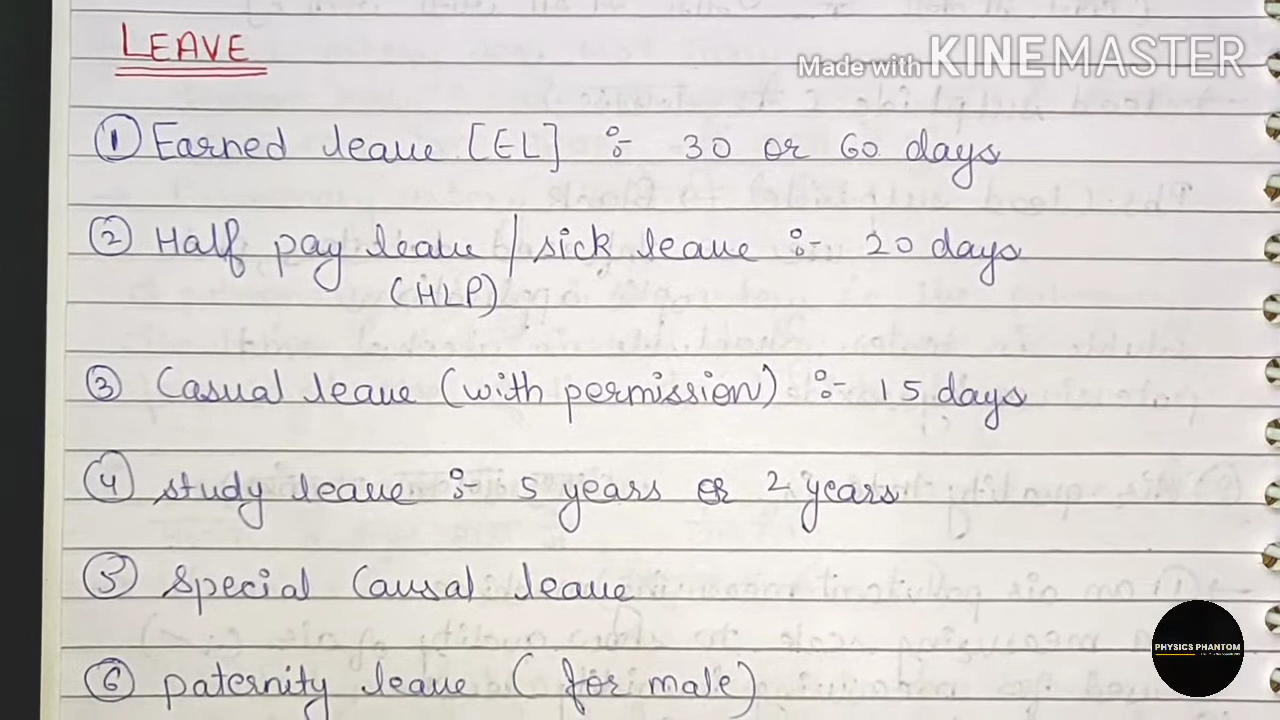 LEAVE
Made with KINEMASTER
① Earned leave [EL] :- 30 or 60 days
② Half pay leave / sick leave :- 20 days
(HLP)
③ Casual leave (with permission) :- 15 days
④ study leave :- 5 years or 2 years
⑤ special Causal leave
⑥ paternity leave (for male)
PHYSICS PHANTOM